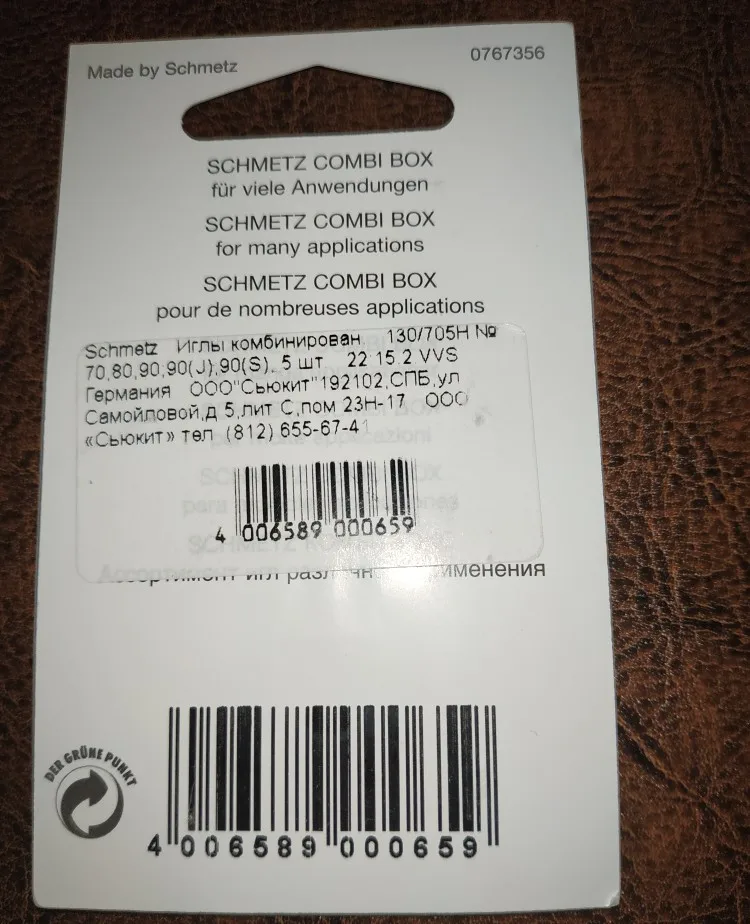 Made by Schmetz
0767356
SCHMETZ COMBI BOX
für viele Anwendungen
SCHMETZ COMBI BOX
for many applications
SCHMETZ COMBI BOX
pour de nombreuses applications
Schmetz Иглы комбинирован 130/705H №
70,80,90,90(J),90(S), 5 шт 22 15 2 VVS
Германия ООО"Сьюкит"192102,СПБ,ул
Самойловой,д 5,лит С,пом 23Н-17 ООО
«Сьюкит» тел (812) 655-67-41
4 006589 000659
DER GRÜNE PUNKT
4 006589 000659